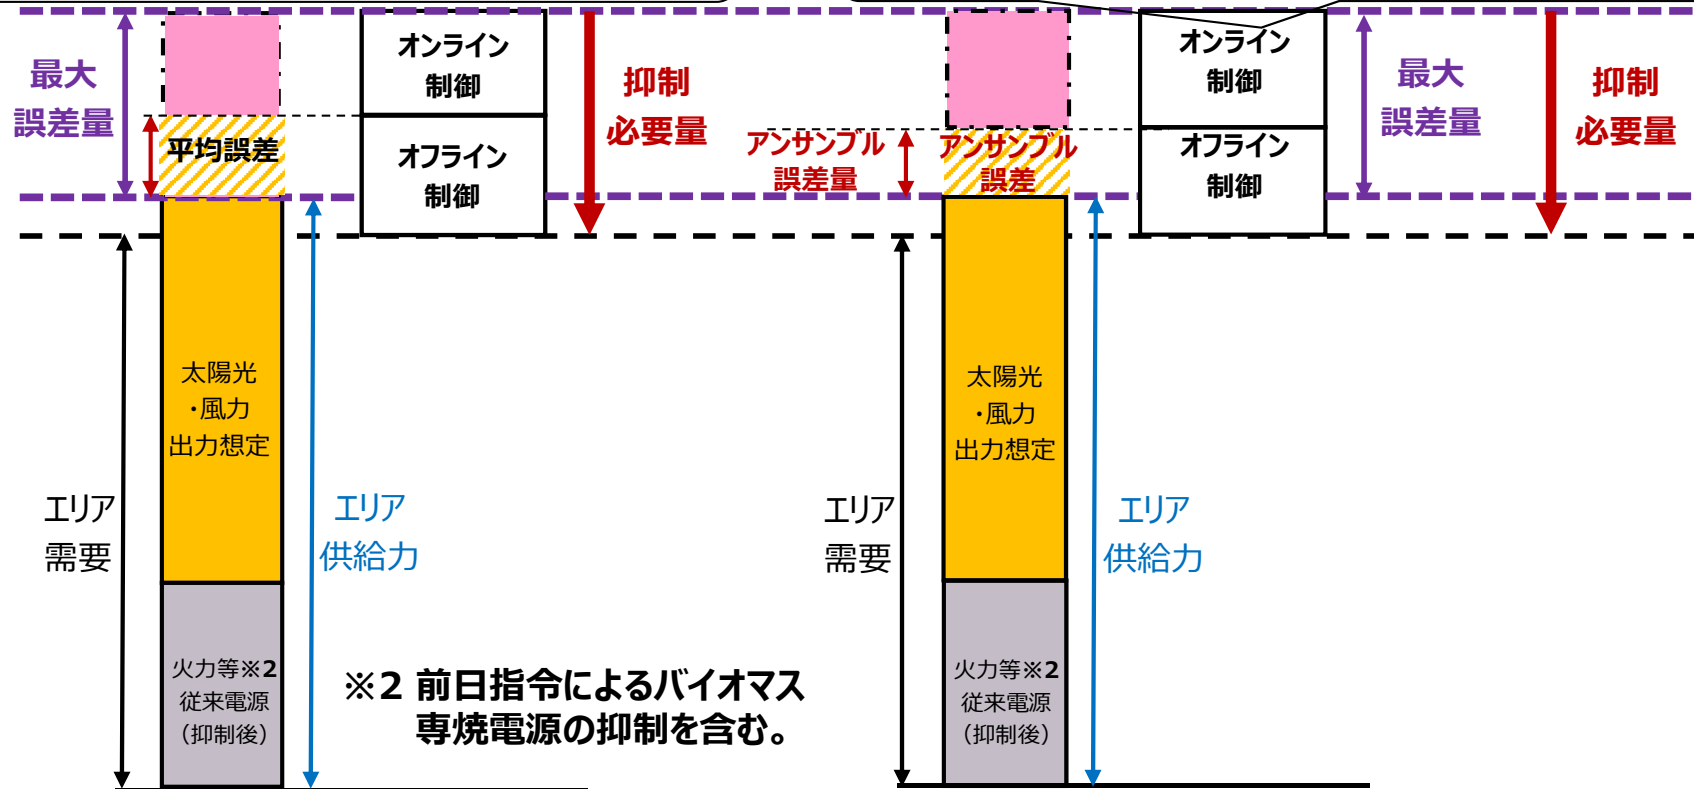 最大
誤差量
平均誤差
オンライン
制御
オフライン
制御
抑制
必要量
太陽光
・風力
出力想定
エリア
需要
エリア
供給力
火力等※2
従来電源
（抑制後）
※2 前日指令によるバイオマス
専焼電源の抑制を含む。
アンサンブル
誤差量
アンサンブル
誤差
オンライン
制御
オフライン
制御
最大
誤差量
抑制
必要量
太陽光
・風力
出力想定
エリア
需要
エリア
供給力
火力等※2
従来電源
（抑制後）